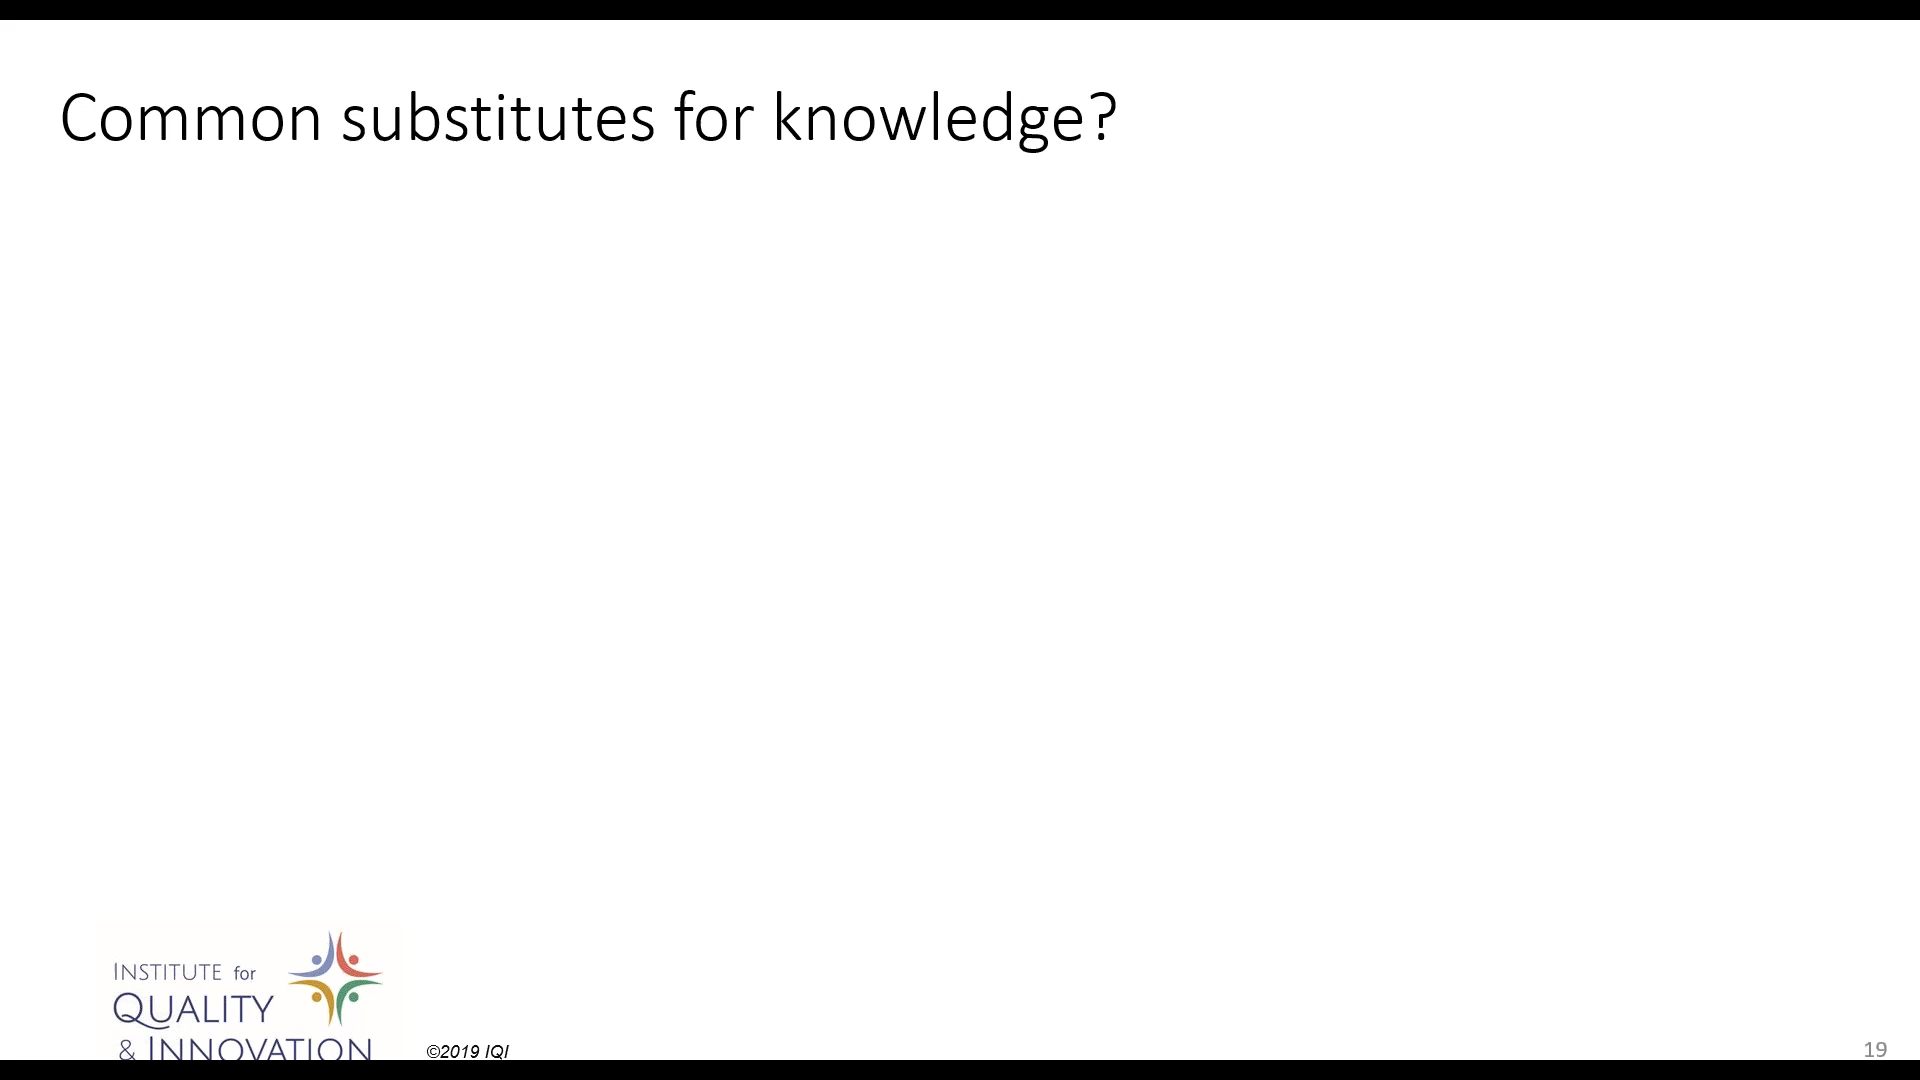 Common substitutes for knowledge?
INSTITUTE for
QUALITY
& INNOVATION
©2019 IQI
19